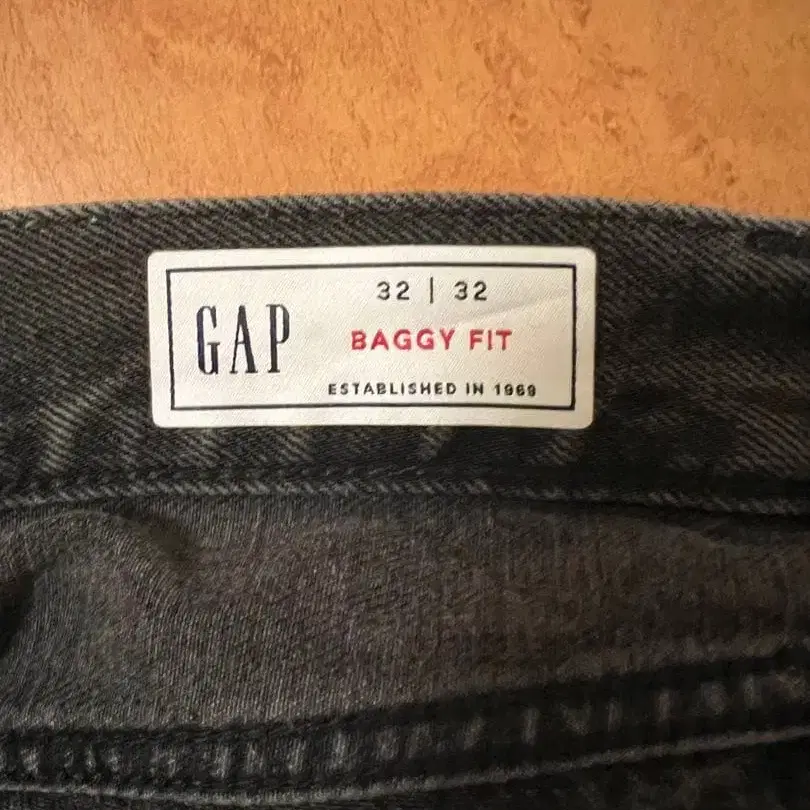 GAP
32 | 32
BAGGY FIT
ESTABLISHED IN 1969